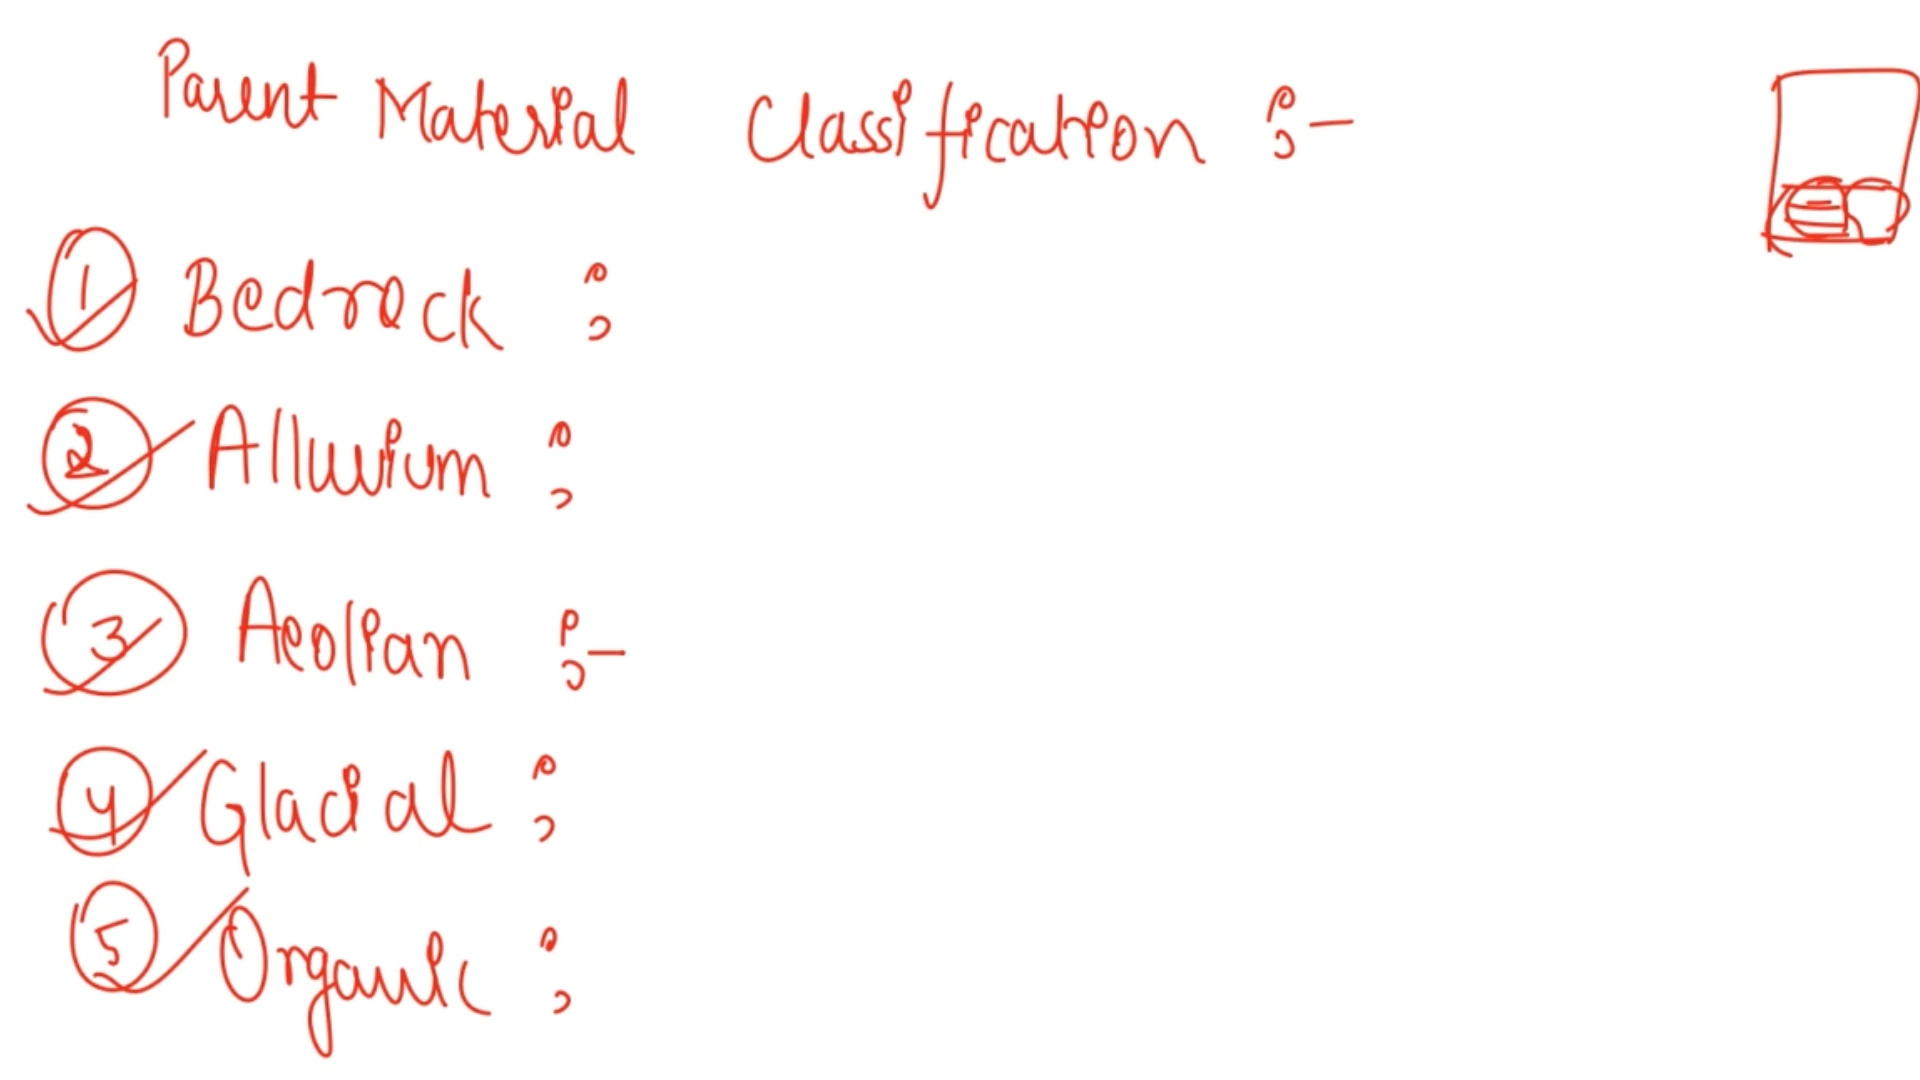 Parent Material Classification :-
1 Bedrock :
2 Alluvium :
3 Aeolian :-
4 Glacial :
5 Organic :